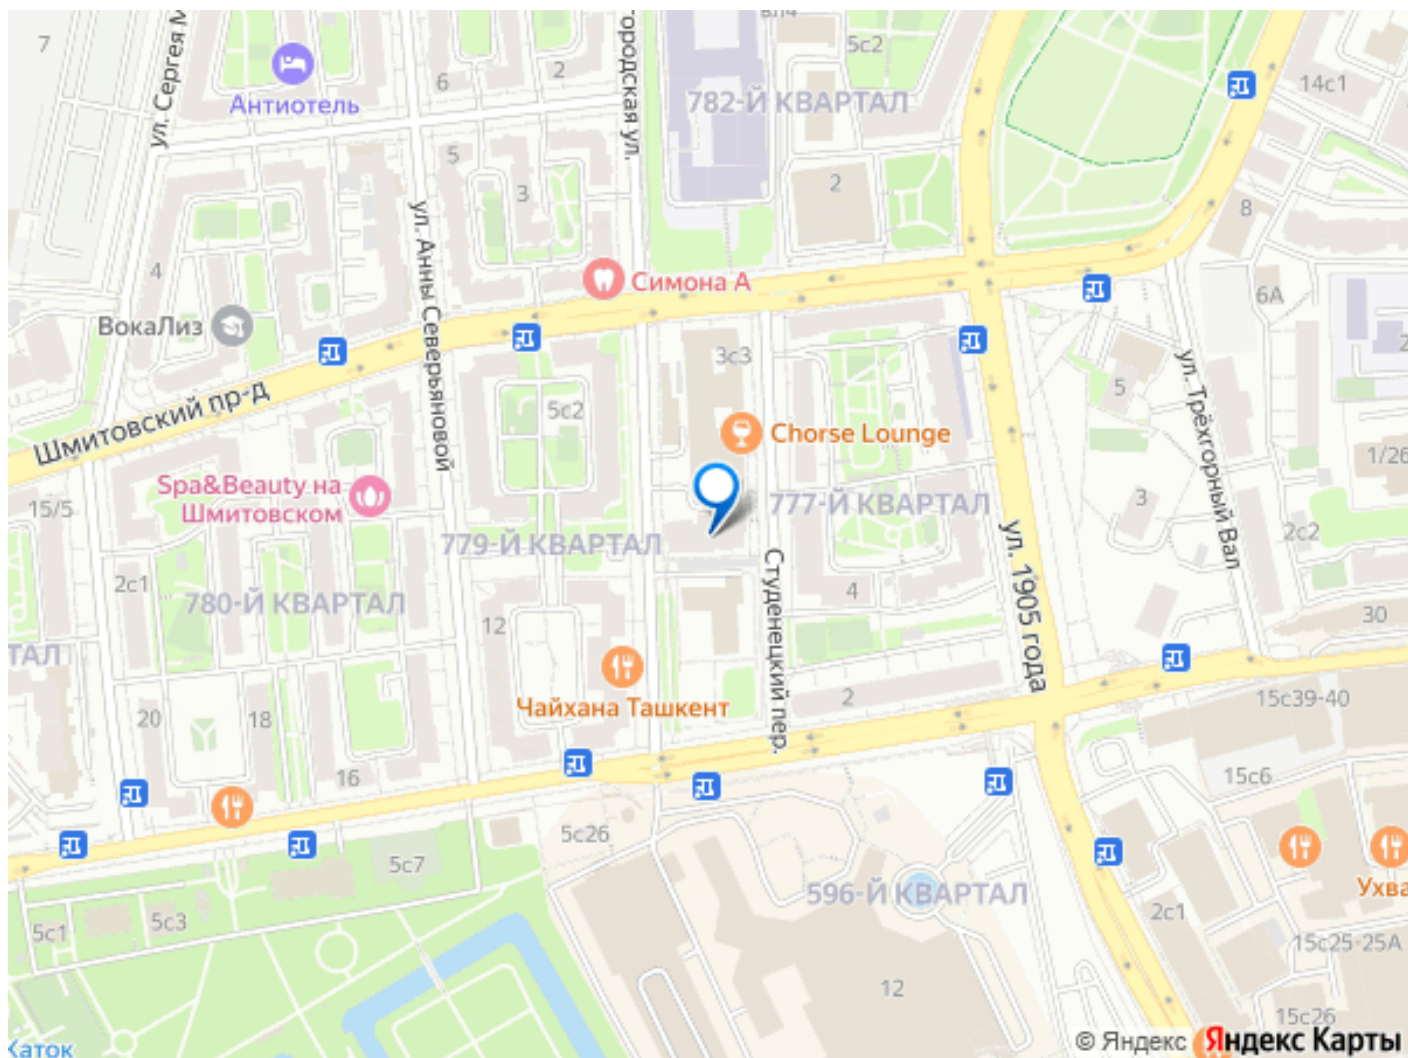 7
ул. Сергея М
Антиотель
6
2
ородская ул.
782-Й КВАРТАЛ
5с2
14с1
5
3
2
8
4
ул. Анны Северьяновой
Симона А
6А
ВокаЛиз
3с3
2
5
ул. Трёхгорный Вал
Шмитовский пр-д
5с2
Chorse Lounge
1/26
15/5
Spa&Beauty на
Шмитовском
777-Й КВАРТАЛ
3
779-Й КВАРТАЛ
2с2
2с1
780-Й КВАРТАЛ
Студенецкий пер.
ул. 1905 года
4
12
30
ТАЛ
20
18
Чайхана Ташкент
2
15с39-40
16
15с6
5с26
5с7
596-Й КВАРТАЛ
Ухва
5с1
5с3
2с1
15с25-25А
12
15с26
Каток
© Яндекс Яндекс Карты